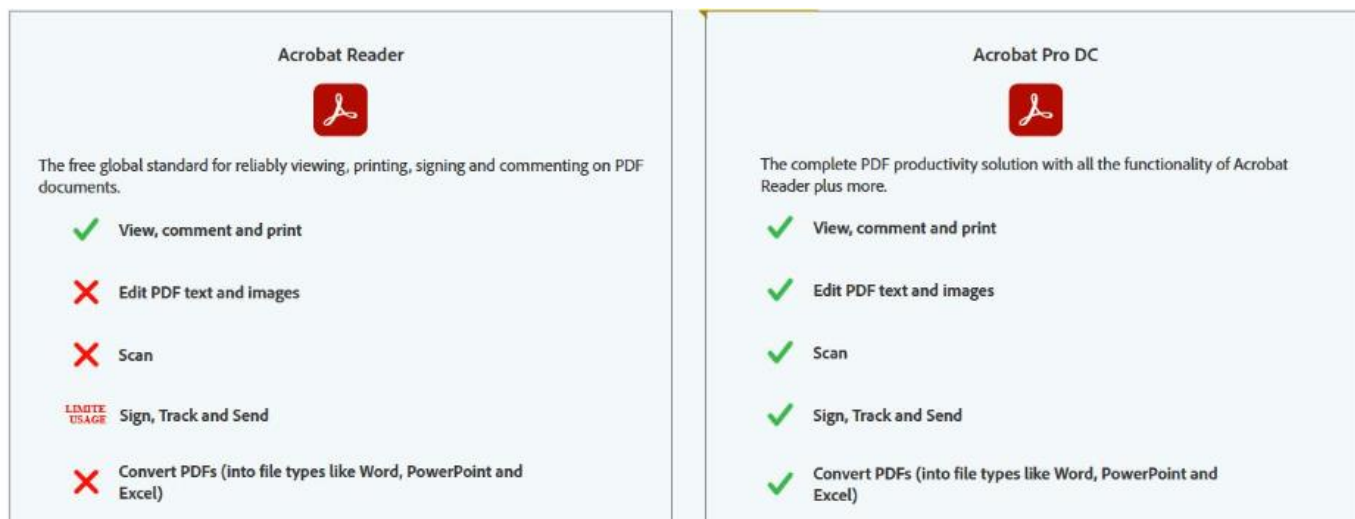 Acrobat Reader
The free global standard for reliably viewing, printing, signing and commenting on PDF
documents.
View, comment and print
Edit PDF text and images
Scan
LIMITE
USAGE
Sign, Track and Send
Convert PDFs (into file types like Word, PowerPoint and
Excel)
Acrobat Pro DC
The complete PDF productivity solution with all the functionality of Acrobat
Reader plus more.
View, comment and print
Edit PDF text and images
Scan
Sign, Track and Send
Convert PDFs (into file types like Word, PowerPoint and
Excel)